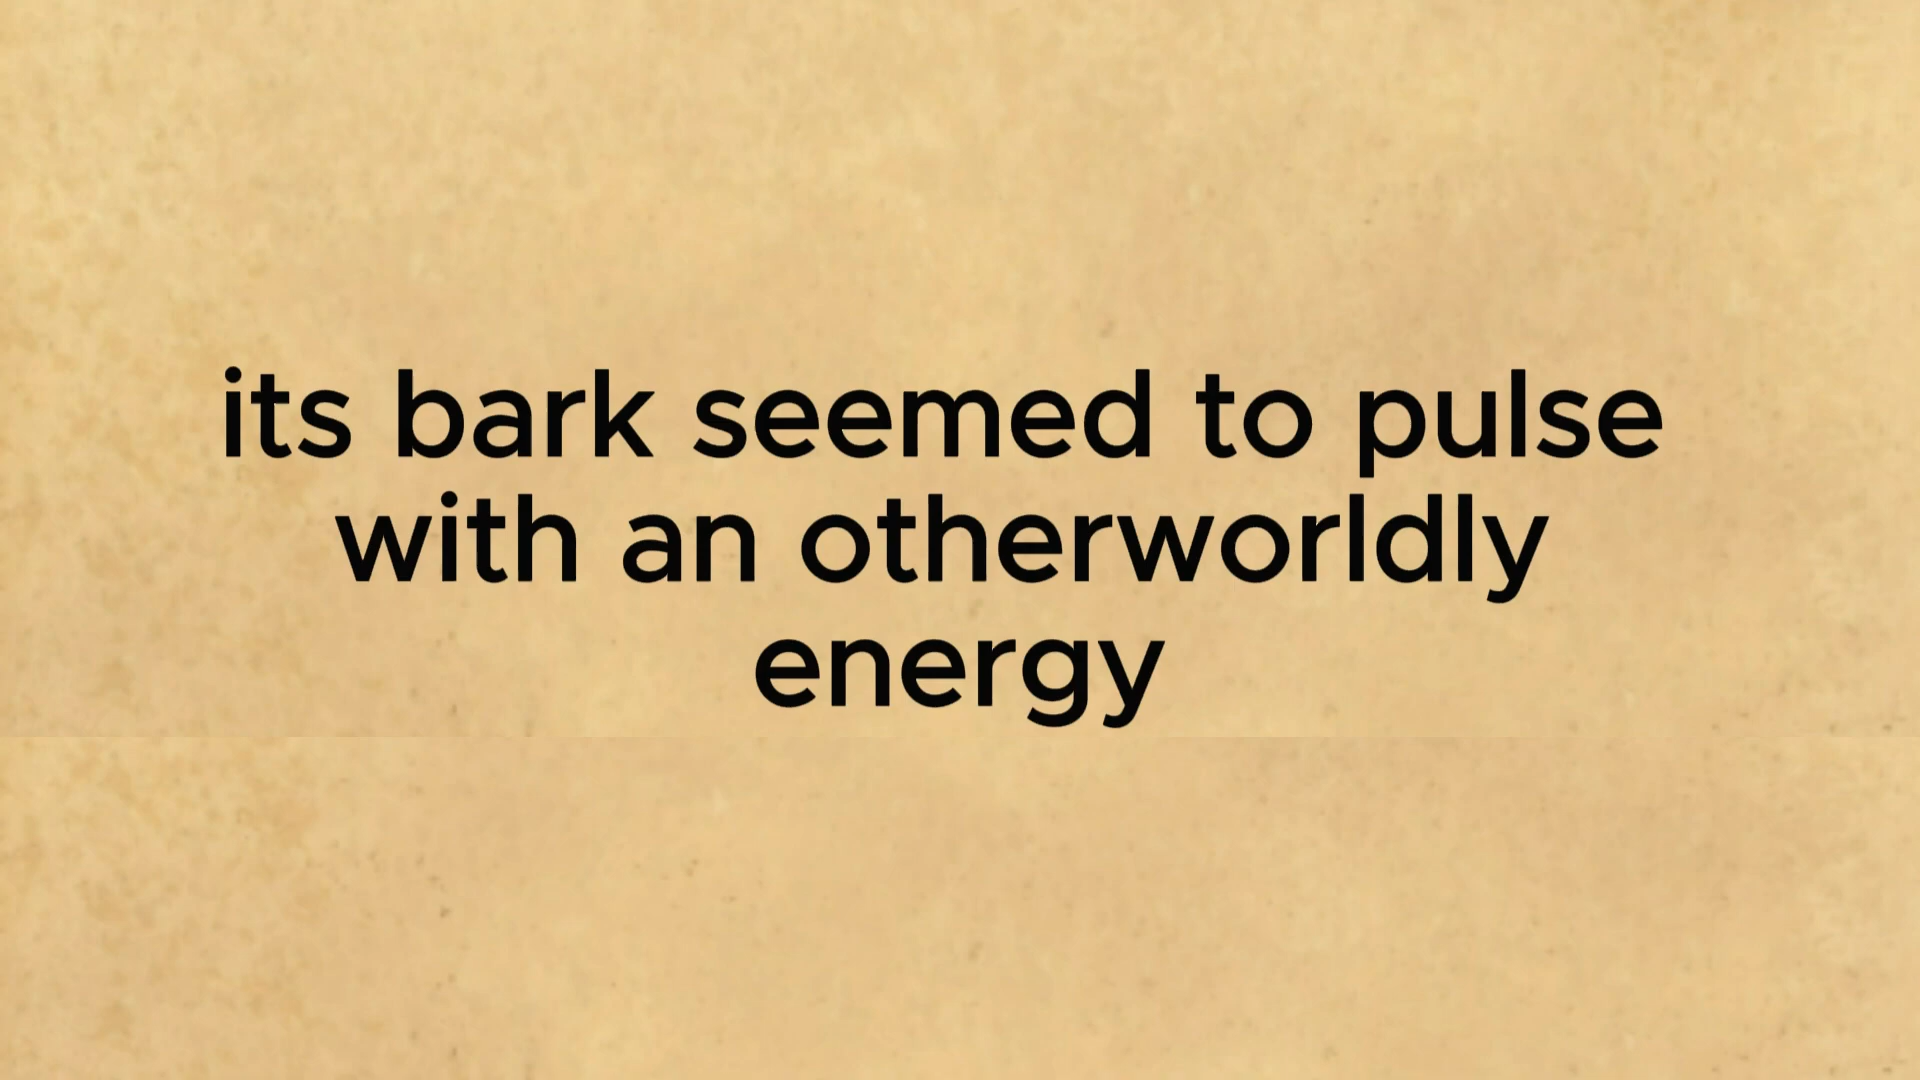 its bark seemed to pulse
with an otherworldly
energy